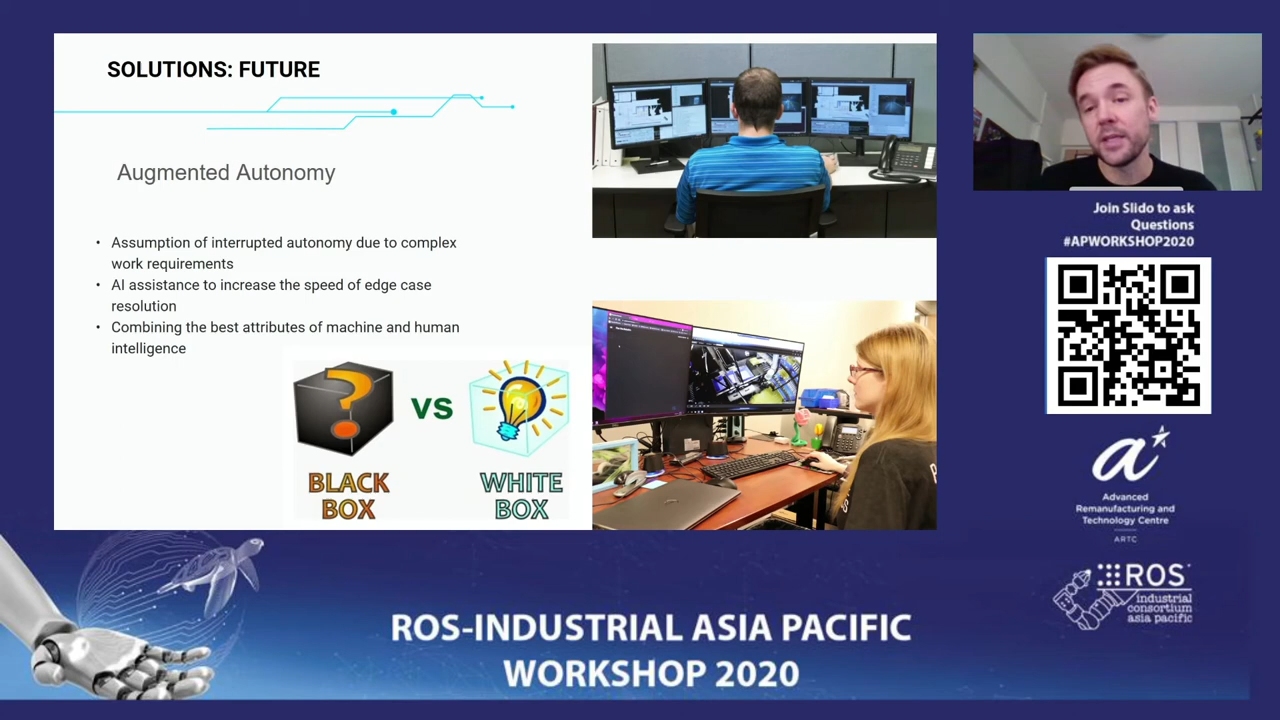 SOLUTIONS: FUTURE
Augmented Autonomy
• Assumption of interrupted autonomy due to complex
work requirements
• AI assistance to increase the speed of edge case
resolution
• Combining the best attributes of machine and human
intelligence
?
VS
BLACK
BOX
WHITE
BOX
Join Slido to ask
Questions
#APWORKSHOP2020
a
Advanced
Remanufacturing and
Technology Centre
ARTC
ROS
industrial
consortium
asia pacific
ROS-INDUSTRIAL ASIA PACIFIC
WORKSHOP 2020